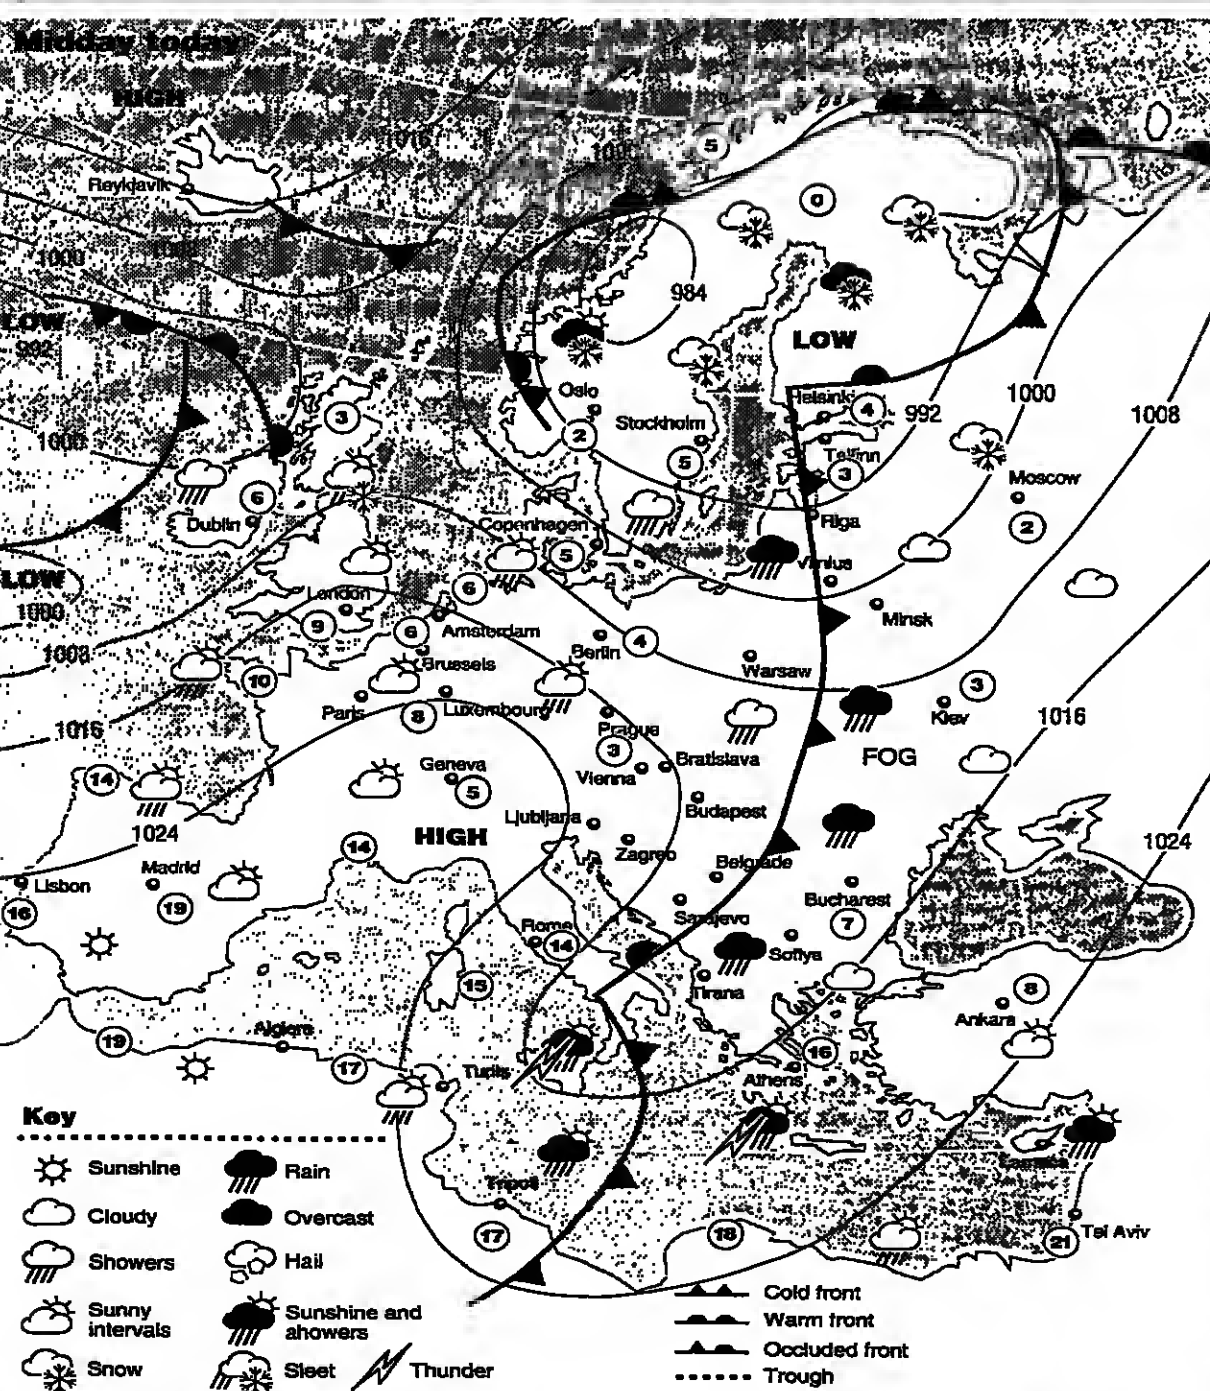 Midday today
HIGH
1016
5
Reykjavik
0
1000
984
LOW
992
LOW
1000
Oslo
Helsinki
4
992
1000
1008
3
2
Stockholm
5
Tallinn
3
1000
Moscow
2
6
Dublin
Copenhagen
5
Riga
Vilnius
LOW
1000
London
9
6
Amsterdam
6
Brussels
Berlin
4
Minsk
1008
Warsaw
10
Paris
8
Luxembourg
Prague
3
Kiev
3
1016
1016
FOG
14
Geneva
5
Vienna
Bratislava
Budapest
Ljubljana
1024
HIGH
Zagreb
1024
14
Belgrade
Madrid
19
Lisbon
16
Bucharest
7
Sarajevo
Rome
14
Sofiya
Tirana
15
Ankara
8
19
Algiers
17
Tunis
16
Athens
Larnaca
Tripoli
17
18
21
Tel Aviv
Key
Sunshine
Rain
Cloudy
Overcast
Showers
Hail
Sunny
intervals
Sunshine and
showers
Snow
Sleet
Thunder
Cold front
Warm front
Occluded front
Trough